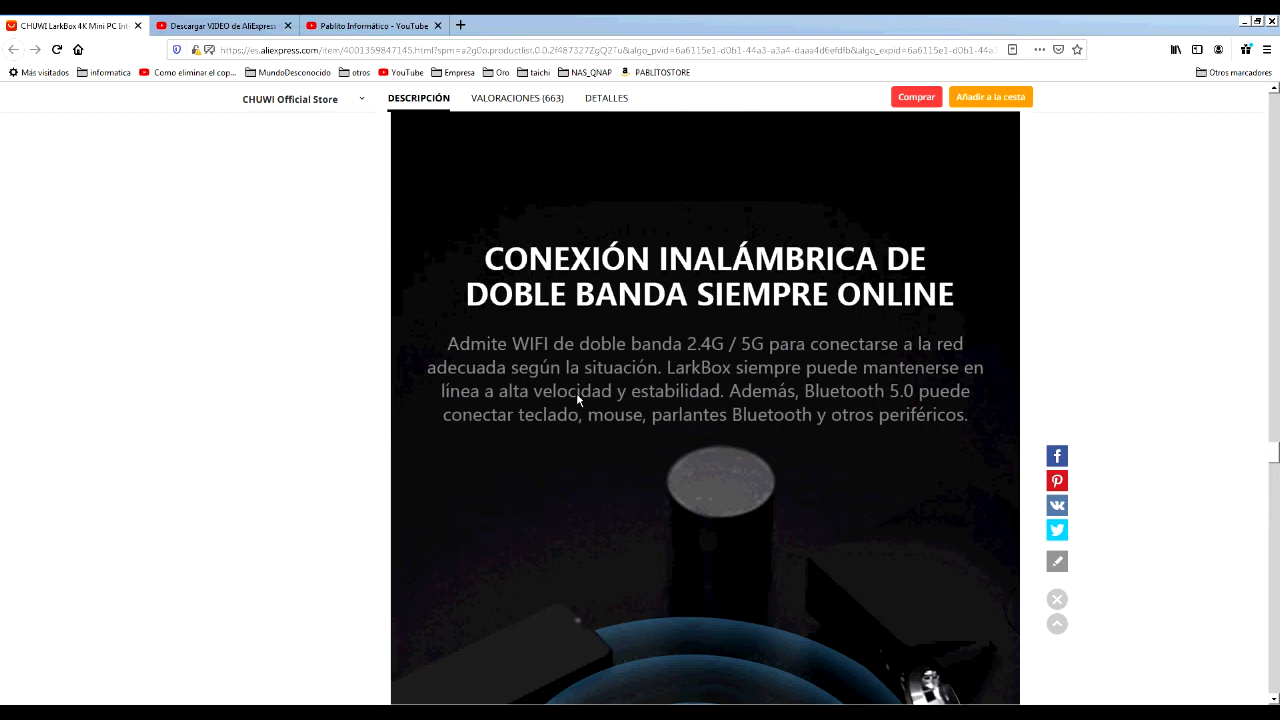 CHUWI LarkBox 4K Mini PC Int
Descargar VIDEO de AliExpress
Pablito Informático - YouTube
https://es.aliexpress.com/item/4001359847145.html?spm=a2g0o.productlist.0.0.2f487327ZgQ2Tu&algo_pvid=6a6115e1-d0b1-44a3-a3a4-daaa4d6efdfb&algo_expid=6a6115e1-d0b1-44a3
Más visitados
informatica
Como eliminar el cop...
MundoDesconocido
otros
YouTube
Empresa
Oro
taichi
NAS_QNAP
PABLITOSTORE
Otros marcadores
CHUWI Official Store
DESCRIPCIÓN
VALORACIONES (663)
DETALLES
Comprar
Añadir a la cesta
CONEXIÓN INALÁMBRICA DE
DOBLE BANDA SIEMPRE ONLINE
Admite WIFI de doble banda 2.4G / 5G para conectarse a la red
adecuada según la situación. LarkBox siempre puede mantenerse en
línea a alta velocidad y estabilidad. Además, Bluetooth 5.0 puede
conectar teclado, mouse, parlantes Bluetooth y otros periféricos.